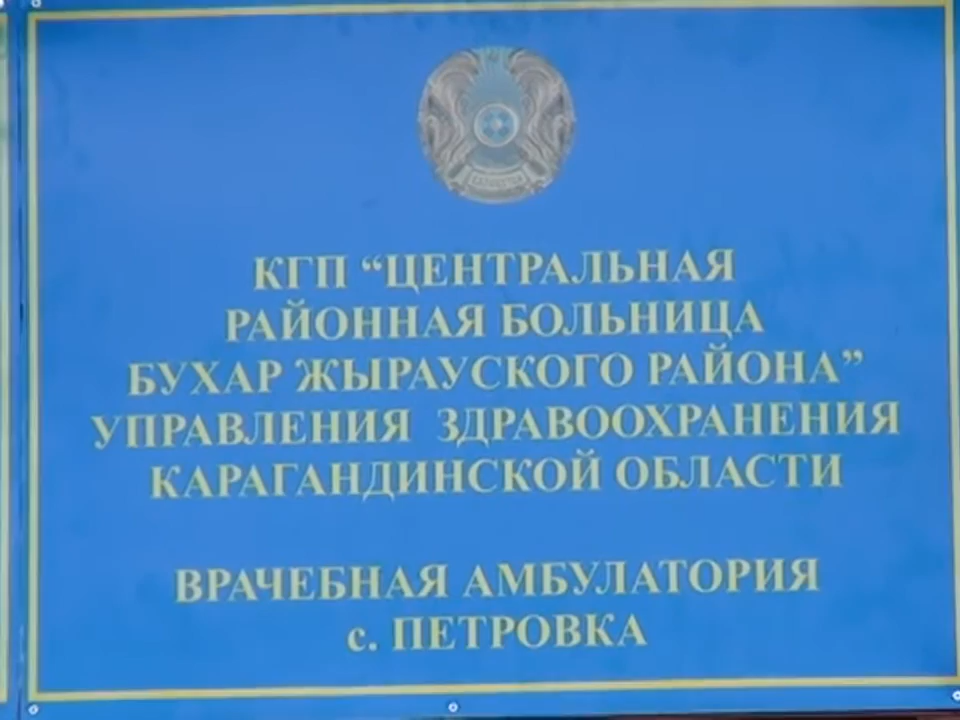 КГП “ЦЕНТРАЛЬНАЯ
РАЙОННАЯ БОЛЬНИЦА
БУХАР ЖЫРАУСКОГО РАЙОНА”
УПРАВЛЕНИЯ ЗДРАВООХРАНЕНИЯ
КАРАГАНДИНСКОЙ ОБЛАСТИ
ВРАЧЕБНАЯ АМБУЛАТОРИЯ
с. ПЕТРОВКА